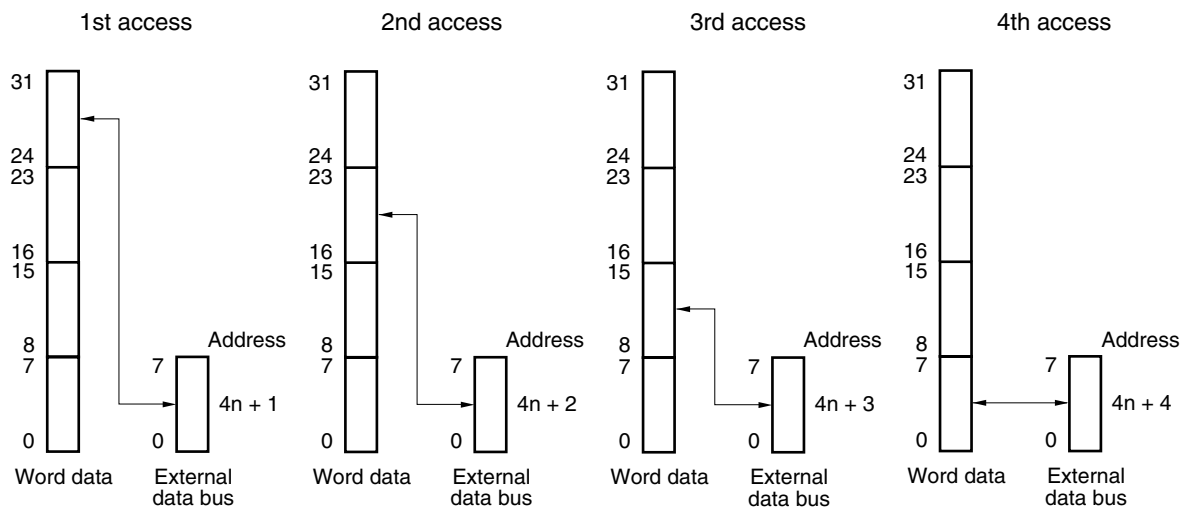 1st access
2nd access
3rd access
4th access
31
24
23
16
15
8
7
0
Address
7
4n + 1
0
Word data
External
data bus
31
24
23
16
15
8
7
0
Address
7
4n + 2
0
Word data
External
data bus
31
24
23
16
15
8
7
0
Address
7
4n + 3
0
Word data
External
data bus
31
24
23
16
15
8
7
0
Address
7
4n + 4
0
Word data
External
data bus